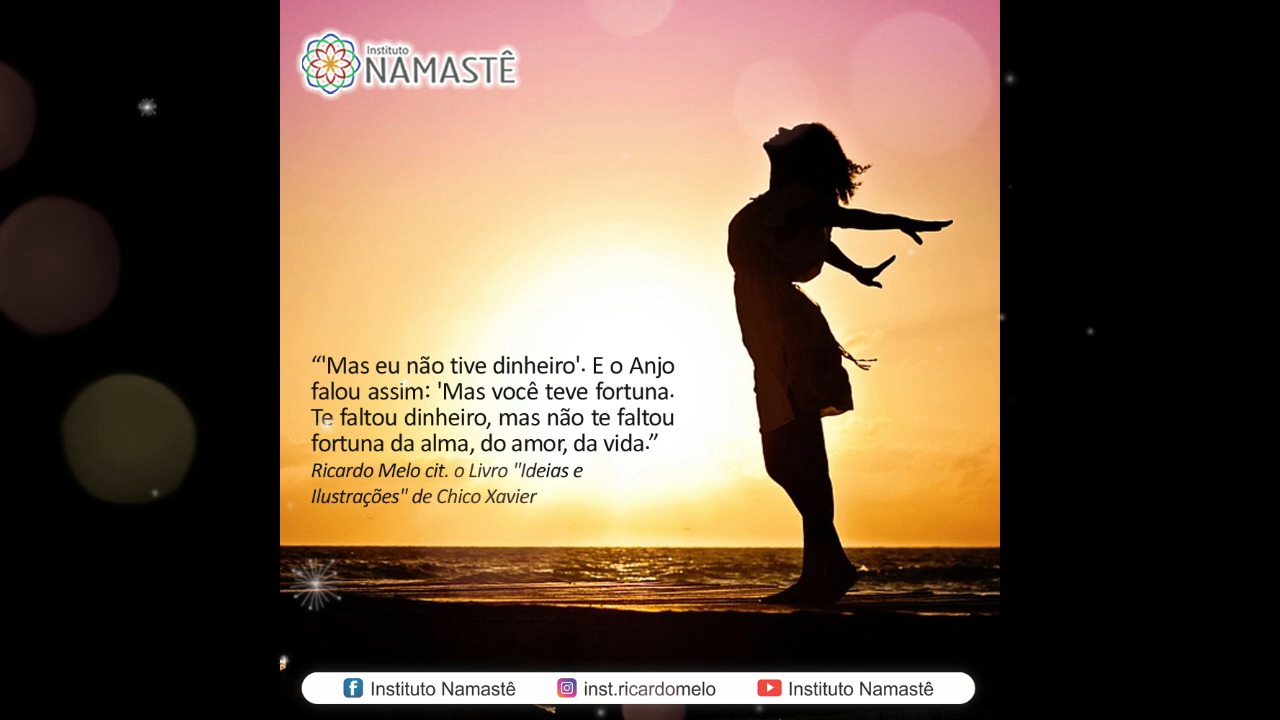 Instituto
NAMASTÊ
“'Mas eu não tive dinheiro'. E o Anjo
falou assim: 'Mas você teve fortuna.
Te faltou dinheiro, mas não te faltou
fortuna da alma, do amor, da vida.”
Ricardo Melo cit. o Livro "Ideias e
Ilustrações" de Chico Xavier
Instituto Namastê inst.ricardomelo Instituto Namastê